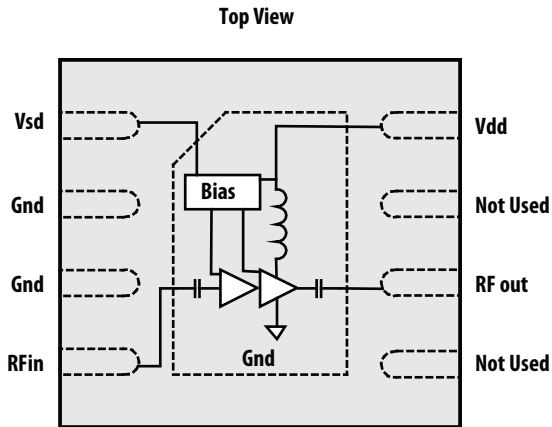 Top View
Vsd
Vdd
Bias
Gnd
Not Used
Gnd
RF out
RFin
Gnd
Not Used